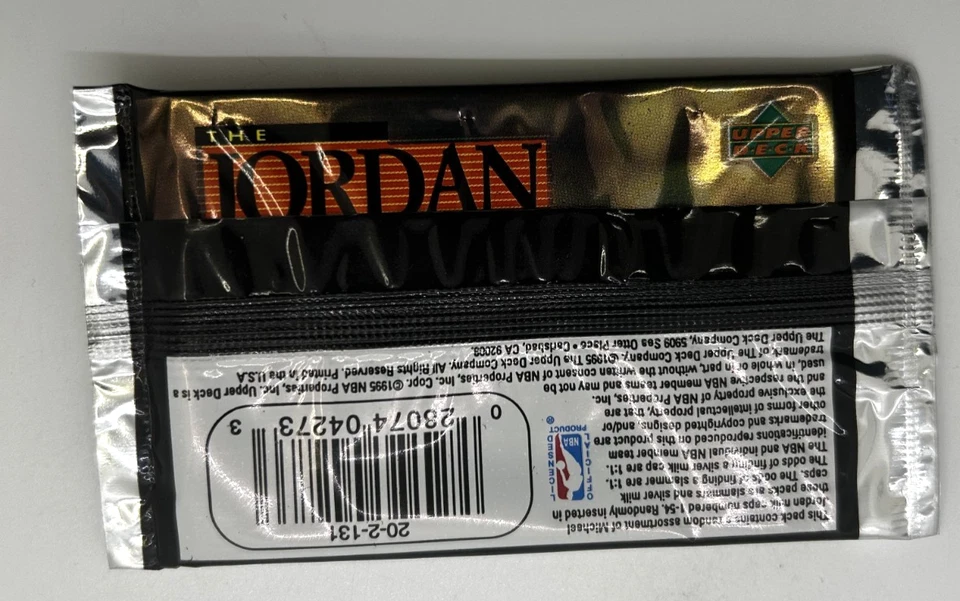 THE
JORDAN
UPPER
DECK
This pack contains a random assortment of Michael
Jordan milk caps numbered 1-54. Randomly inserted in
these packs are slammers and silver milk
caps. The odds of finding a slammer are 1:1.
The odds of finding a silver milk cap are 1:1.
The NBA and individual NBA member team
identifications reproduced on this product are
trademarks and copyrighted designs, and/or
other forms of intellectual property, that are
the exclusive property of NBA Properties, Inc.
and the respective NBA member teams and may not be
used, in whole or in part, without the written consent of NBA Properties, Inc. Copr. ©1995 NBA Properties, Inc. Upper Deck is a
trademark of The Upper Deck Company. ©1995 The Upper Deck Company. All Rights Reserved. Printed in the U.S.A
The Upper Deck Company, 5909 Sea Otter Place • Carlsbad, CA 92008.
OFFICIAL
LICENSED
NBA
PRODUCT
®
20-2-131
0 23074 04273 3